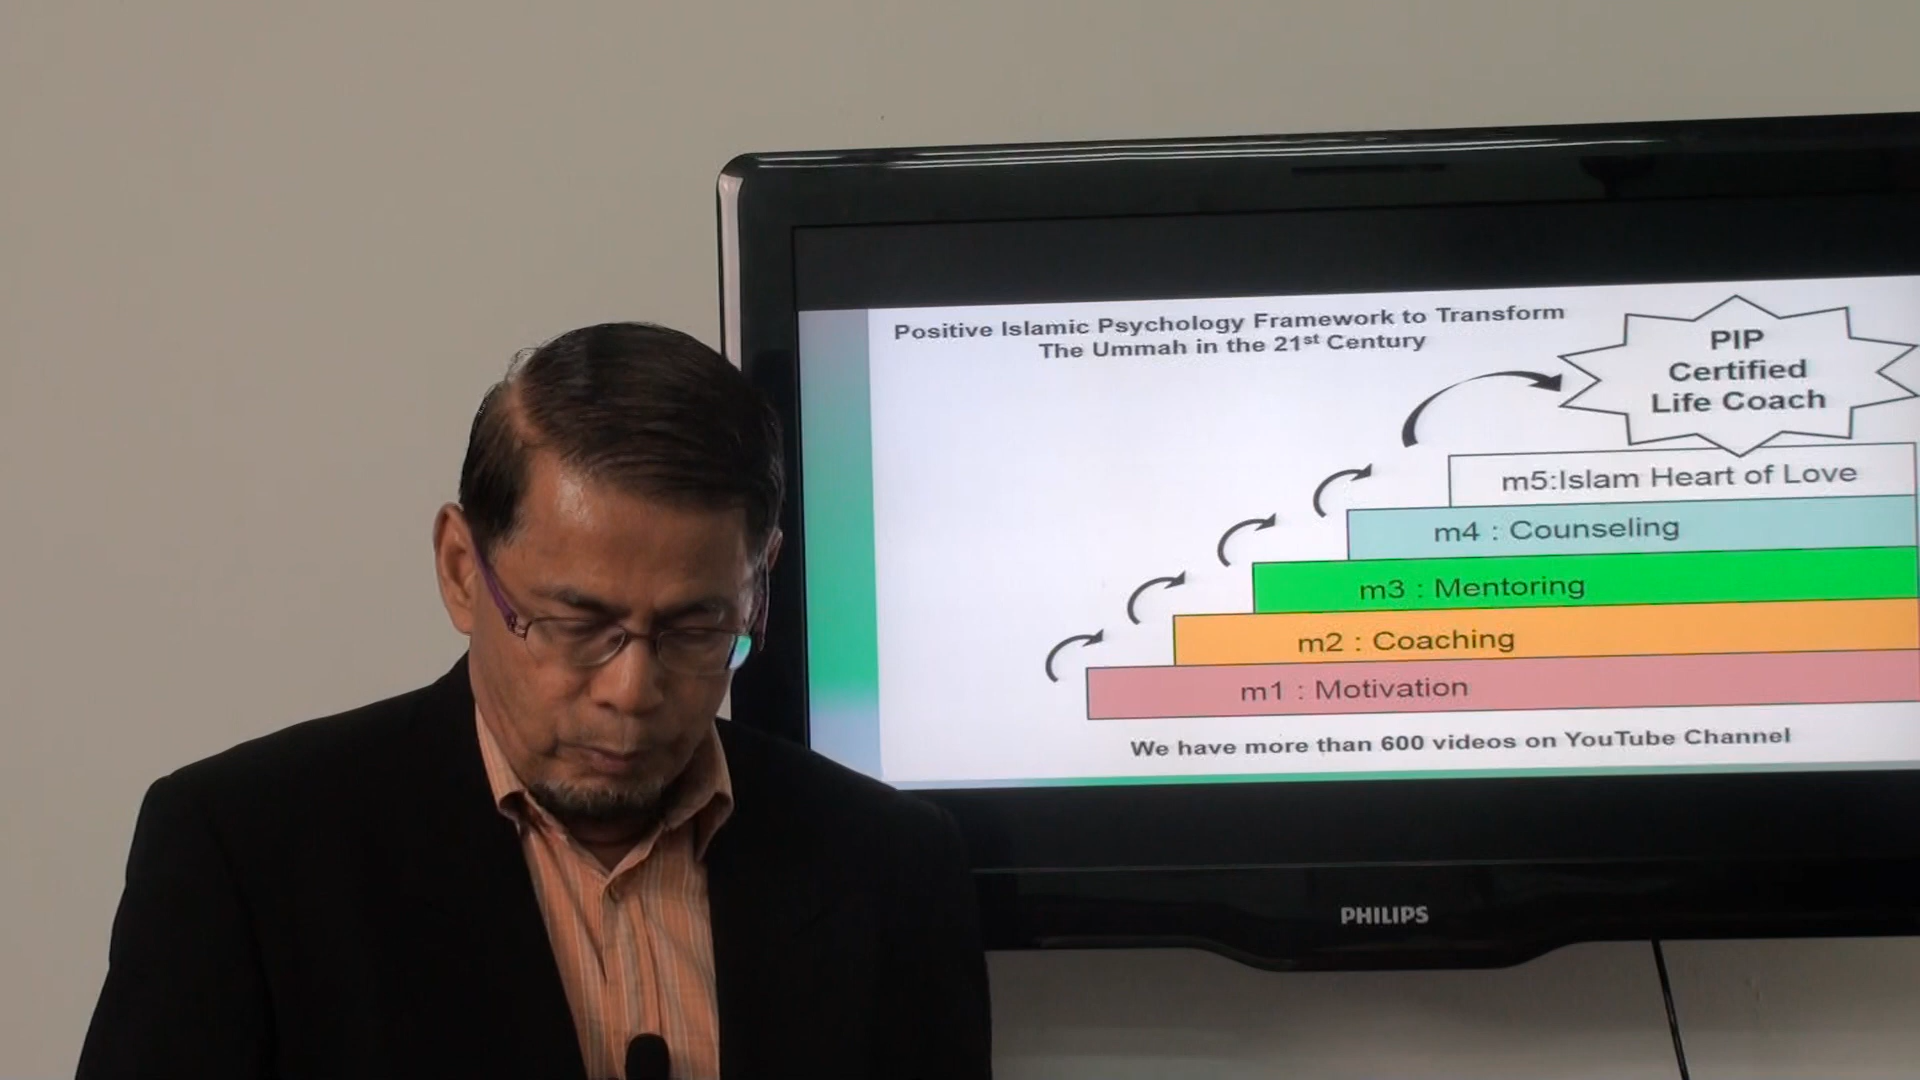 Positive Islamic Psychology Framework to Transform
The Ummah in the 21st Century
PIP
Certified
Life Coach
m5:Islam Heart of Love
m4 : Counseling
m3 : Mentoring
m2 : Coaching
m1 : Motivation
We have more than 600 videos on YouTube Channel
PHILIPS